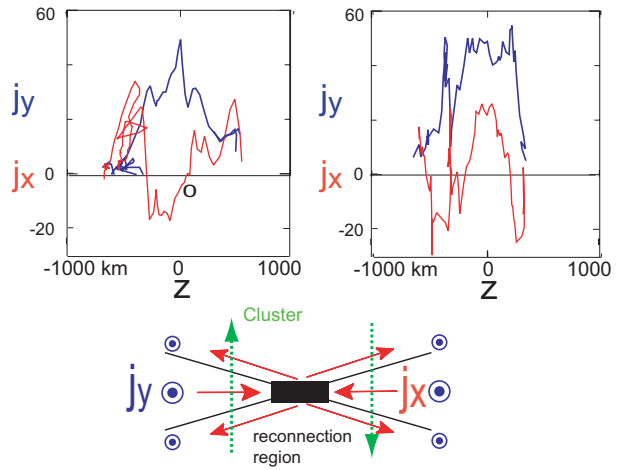 60
60
jy
jy
jx
0
jx
0
o
-20
-20
-1000 km
0
1000
-1000 km
0
1000
Z
Z
Cluster
jy
jx
reconnection
region